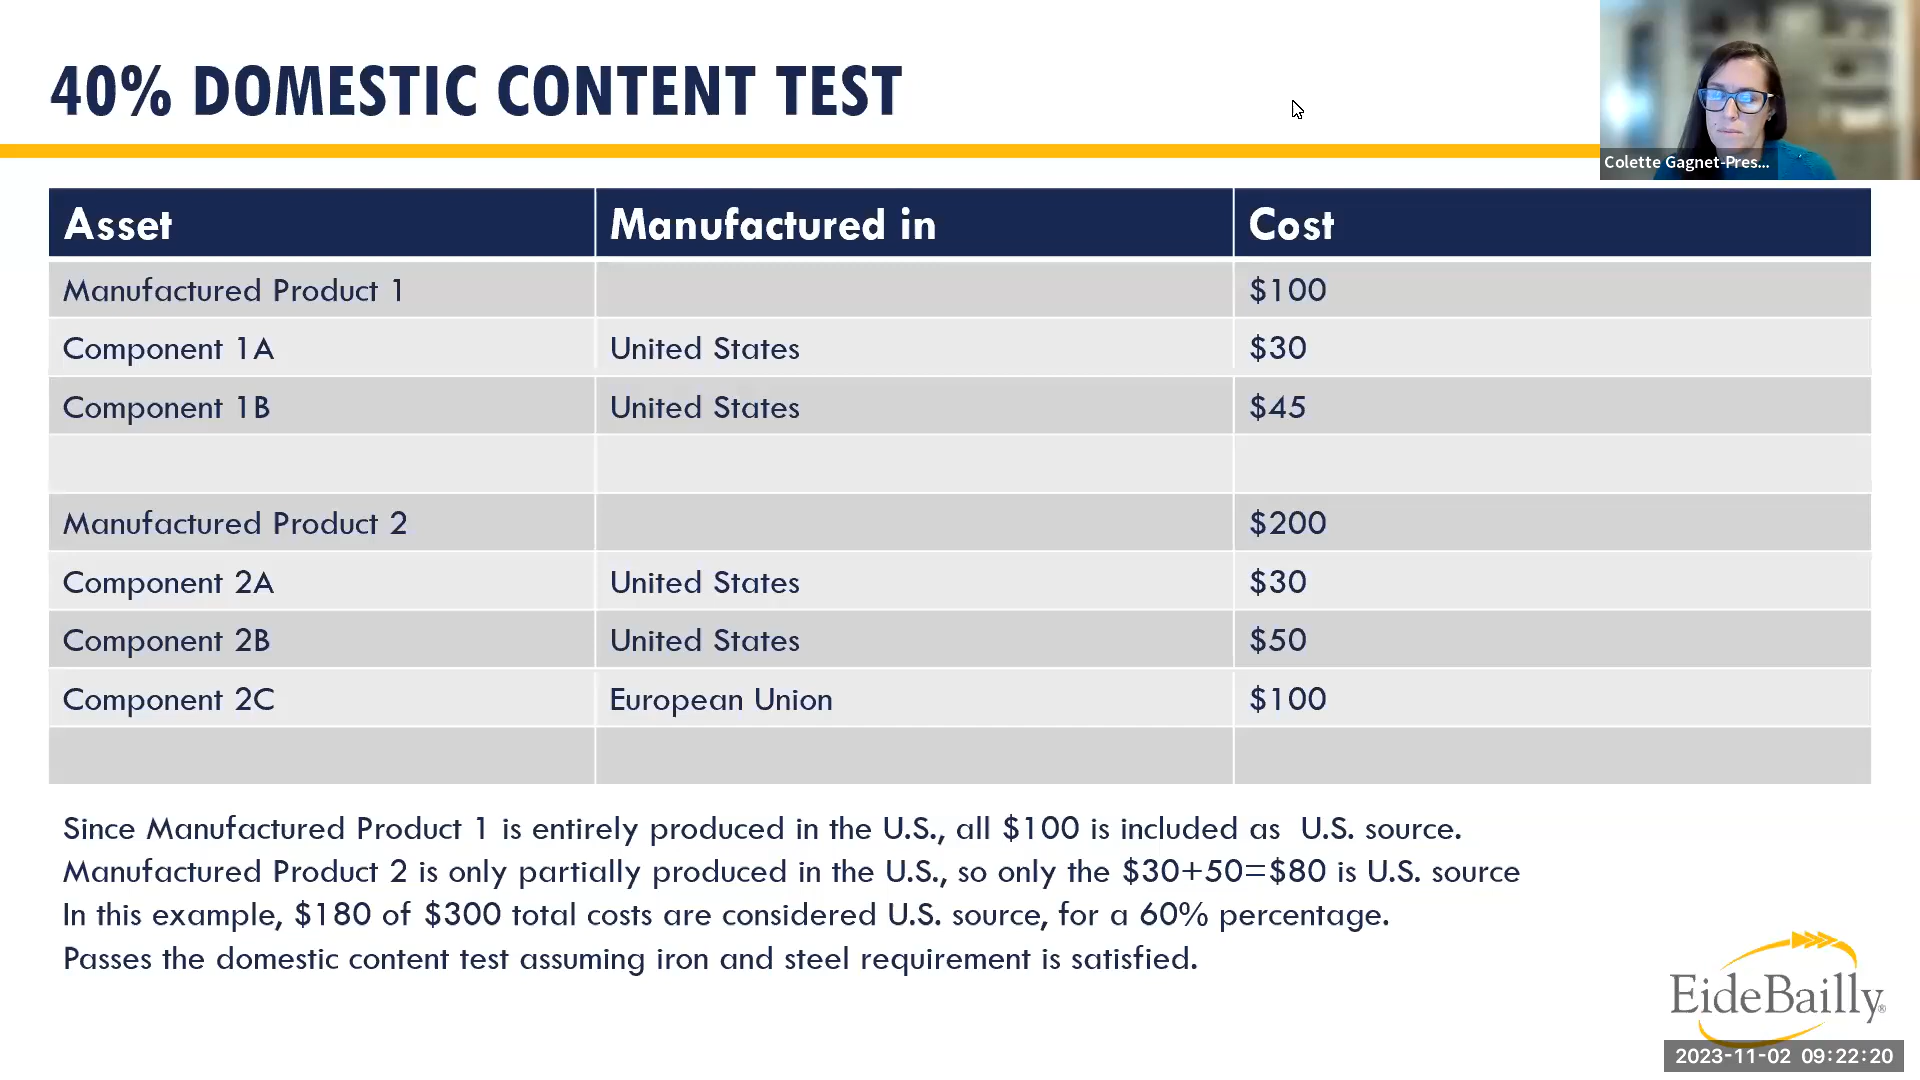 40% DOMESTIC CONTENT TEST
Colette Gagnet-Pres...
Asset Manufactured in Cost
Manufactured Product 1 $100
Component 1A United States $30
Component 1B United States $45
Manufactured Product 2 $200
Component 2A United States $30
Component 2B United States $50
Component 2C European Union $100
Since Manufactured Product 1 is entirely produced in the U.S., all $100 is included as U.S. source.
Manufactured Product 2 is only partially produced in the U.S., so only the $30+50=$80 is U.S. source
In this example, $180 of $300 total costs are considered U.S. source, for a 60% percentage.
Passes the domestic content test assuming iron and steel requirement is satisfied.
EideBailly®
2023-11-02 09:22:20